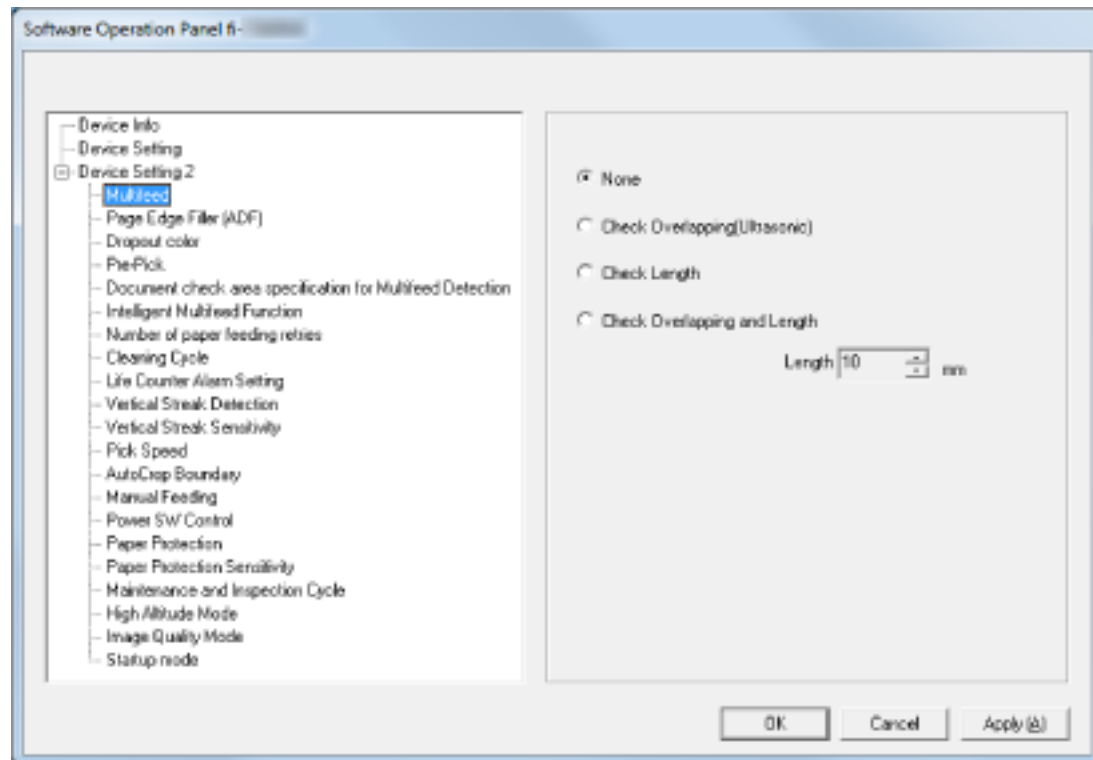 Software Operation Panel fi-
Device Info
Device Setting
Device Setting 2
Multifeed
Page Edge Filler (ADF)
Dropout color
Pre-Pick
Document check area specification for Multifeed Detection
Intelligent Multifeed Function
Number of paper feeding retries
Cleaning Cycle
Life Counter Alarm Setting
Vertical Streak Detection
Vertical Streak Sensitivity
Pick Speed
AutoCrop Boundary
Manual Feeding
Power SW Control
Paper Protection
Paper Protection Sensitivity
Maintenance and Inspection Cycle
High Altitude Mode
Image Quality Mode
Startup mode
None
Check Overlapping(Ultrasonic)
Check Length
Check Overlapping and Length
Length 10 mm
OK Cancel Apply (A)